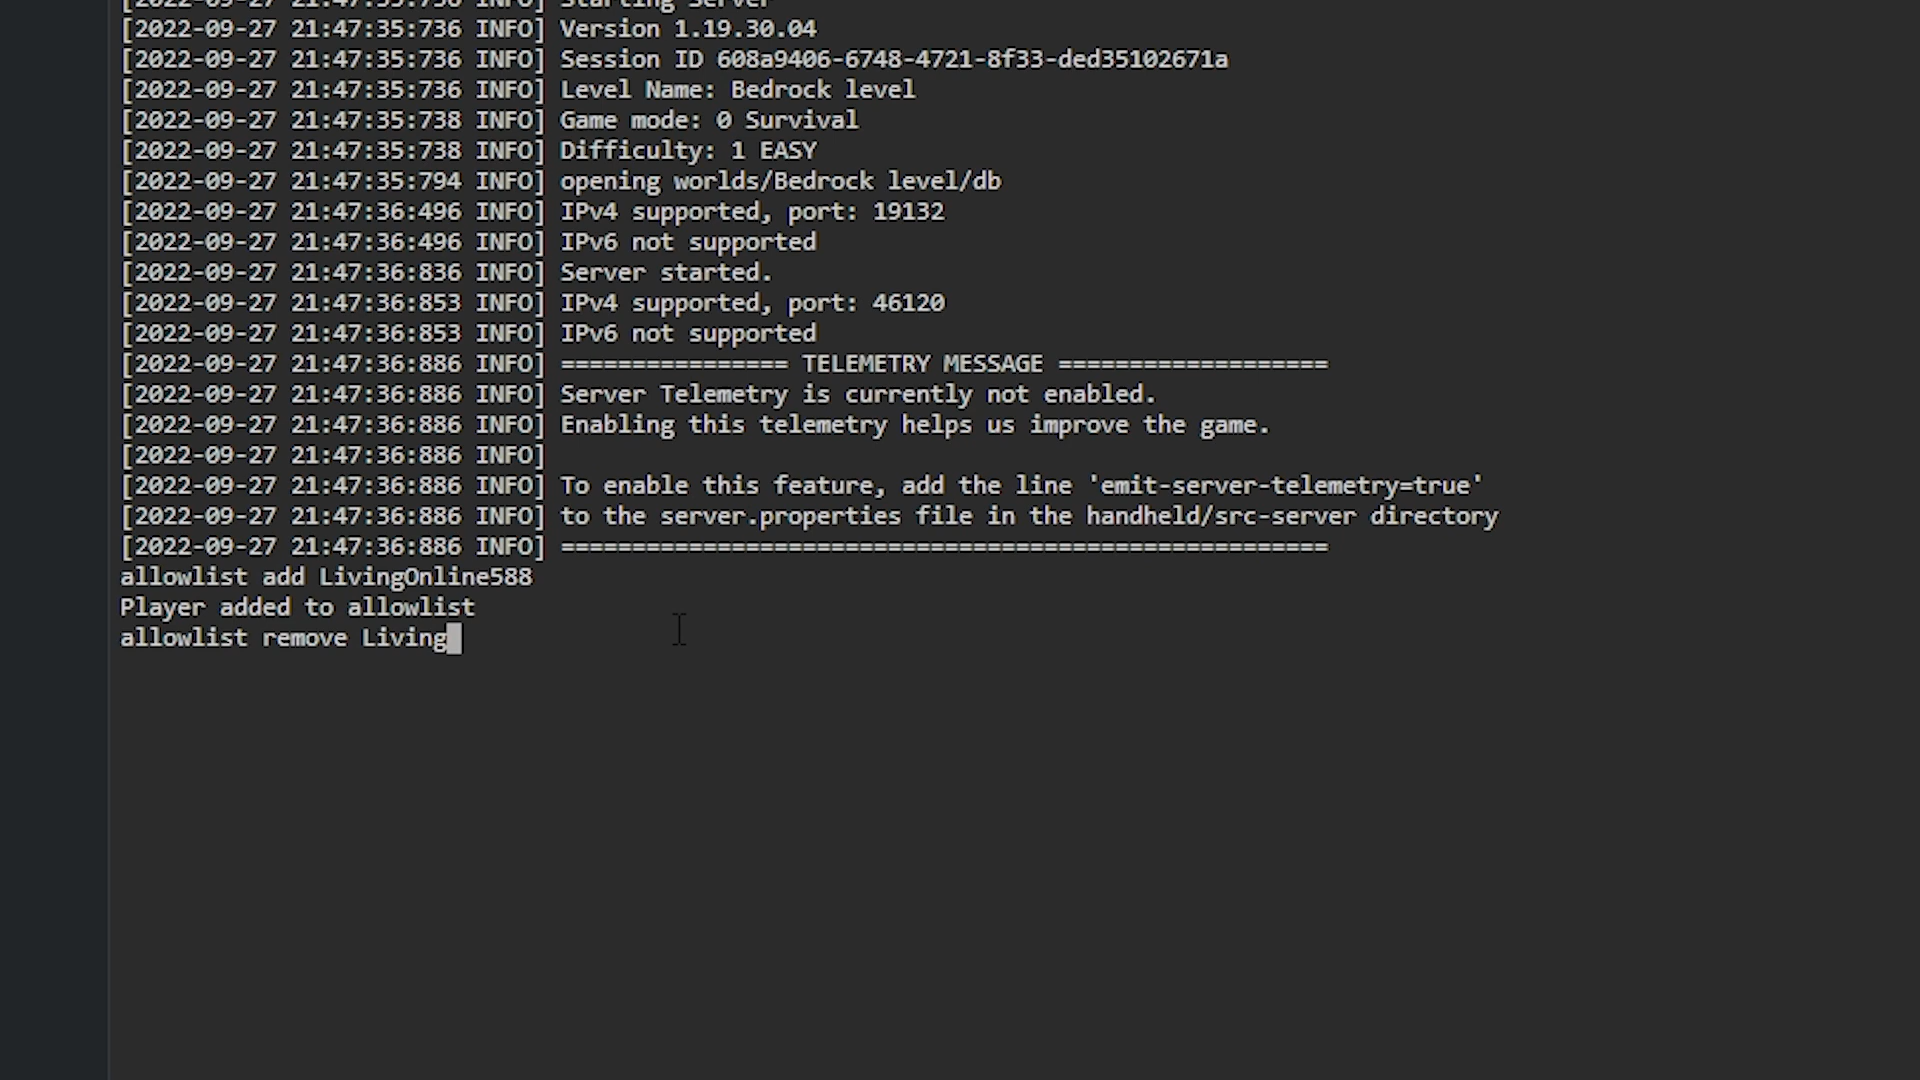 [2022-09-27 21:47:35:736 INFO] Starting Server
[2022-09-27 21:47:35:736 INFO] Version 1.19.30.04
[2022-09-27 21:47:35:736 INFO] Session ID 608a9406-6748-4721-8f33-ded35102671a
[2022-09-27 21:47:35:736 INFO] Level Name: Bedrock level
[2022-09-27 21:47:35:738 INFO] Game mode: 0 Survival
[2022-09-27 21:47:35:738 INFO] Difficulty: 1 EASY
[2022-09-27 21:47:35:794 INFO] opening worlds/Bedrock level/db
[2022-09-27 21:47:36:496 INFO] IPv4 supported, port: 19132
[2022-09-27 21:47:36:496 INFO] IPv6 not supported
[2022-09-27 21:47:36:836 INFO] Server started.
[2022-09-27 21:47:36:853 INFO] IPv4 supported, port: 46120
[2022-09-27 21:47:36:853 INFO] IPv6 not supported
[2022-09-27 21:47:36:886 INFO] ================ TELEMETRY MESSAGE ===================
[2022-09-27 21:47:36:886 INFO] Server Telemetry is currently not enabled.
[2022-09-27 21:47:36:886 INFO] Enabling this telemetry helps us improve the game.
[2022-09-27 21:47:36:886 INFO]
[2022-09-27 21:47:36:886 INFO] To enable this feature, add the line 'emit-server-telemetry=true'
[2022-09-27 21:47:36:886 INFO] to the server.properties file in the handheld/src-server directory
[2022-09-27 21:47:36:886 INFO] ======================================================
allowlist add LivingOnline588
Player added to allowlist
allowlist remove Living